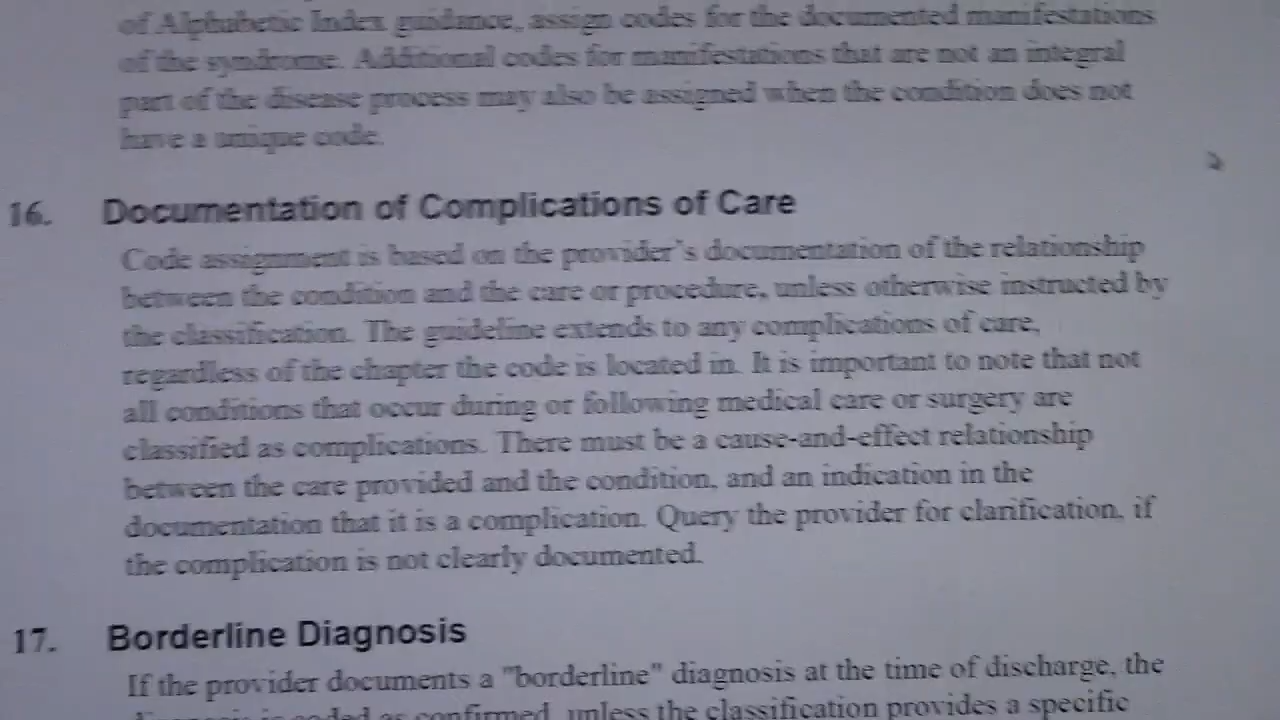 of Alphabetic Index guidance, assign codes for the documented manifestations
of the syndrome. Additional codes for manifestations that are not an integral
part of the disease process may also be assigned when the condition does not
have a unique code.
16. Documentation of Complications of Care
Code assignment is based on the provider's documentation of the relationship
between the condition and the care or procedure, unless otherwise instructed by
the classification. The guideline extends to any complications of care,
regardless of the chapter the code is located in. It is important to note that not
all conditions that occur during or following medical care or surgery are
classified as complications. There must be a cause-and-effect relationship
between the care provided and the condition, and an indication in the
documentation that it is a complication. Query the provider for clarification, if
the complication is not clearly documented.
17. Borderline Diagnosis
If the provider documents a "borderline" diagnosis at the time of discharge, the
diagnosis is coded as confirmed, unless the classification provides a specific